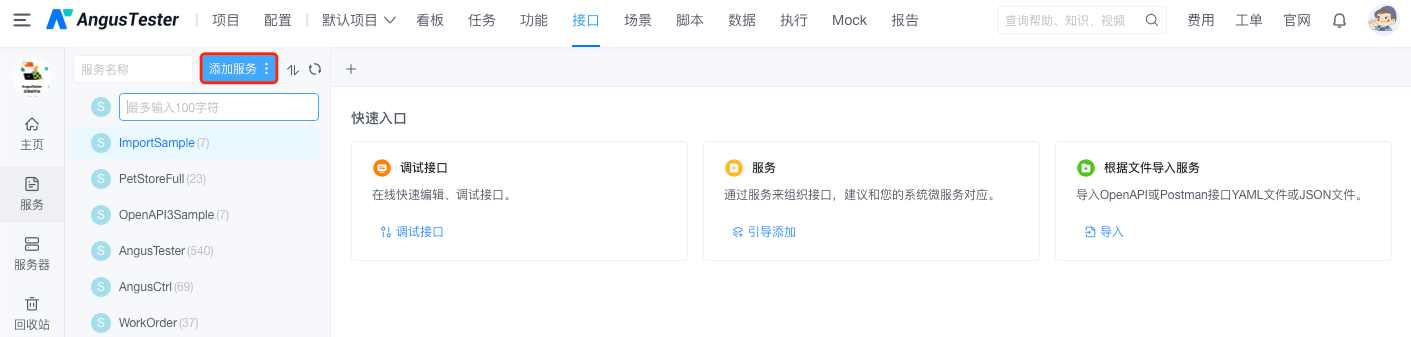 AngusTester 项目 配置 默认项目 看板 任务 功能 接口 场景 脚本 数据 执行 Mock 报告 查询帮助、知识、视频 费用 工单 官网
AngusTester
主页
服务
服务器
回收站
服务名称 添加服务
S 最多输入100字符
S ImportSample (7)
S PetStoreFull (23)
S OpenAPI3Sample (7)
S AngusTester (540)
S AngusCtrl (69)
S WorkOrder (37)
快速入口
调试接口
在线快速编辑、调试接口。
调试接口
服务
通过服务来组织接口，建议和您的系统微服务对应。
引导添加
根据文件导入服务
导入OpenAPI或Postman接口YAML文件或JSON文件。
导入